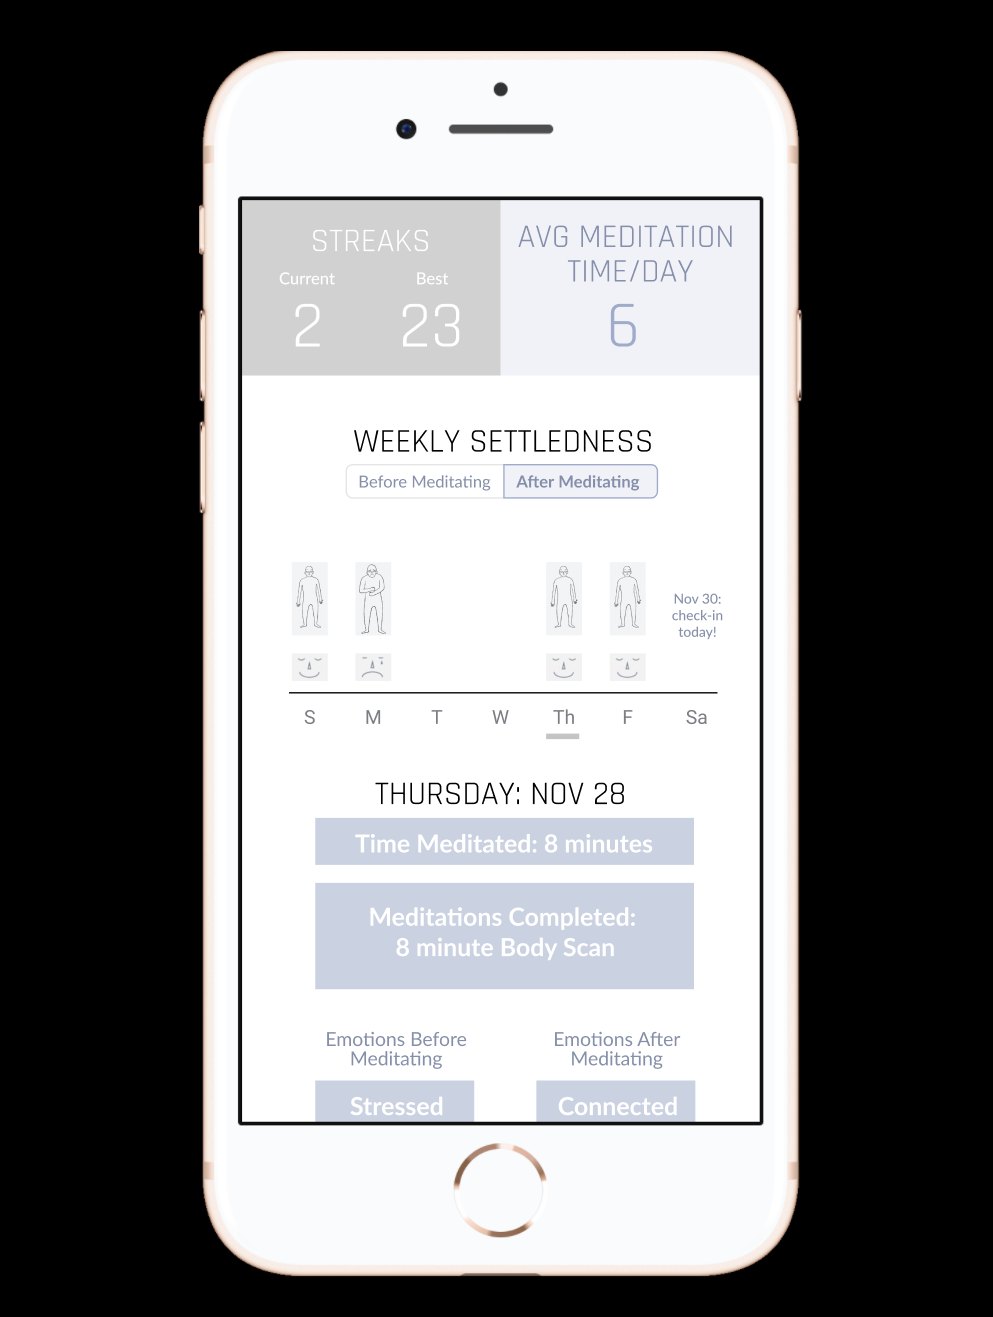 STREAKS
Current Best
2 23
AVG MEDITATION
TIME/DAY
6
WEEKLY SETTLEDNESS
Before Meditating After Meditating
Nov 30:
check-in
today!
S M T W Th F Sa
THURSDAY: NOV 28
Time Meditated: 8 minutes
Meditations Completed:
8 minute Body Scan
Emotions Before
Meditating
Emotions After
Meditating
Stressed
Connected